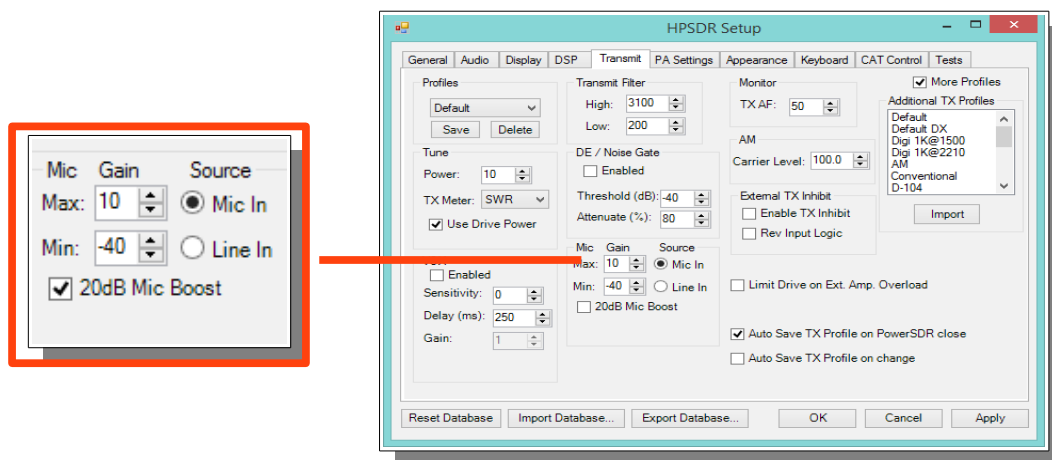 Mic Gain Source
Max: 10 Mic In
Min: -40 Line In
20dB Mic Boost
HPSDR Setup
General Audio Display DSP Transmit PA Settings Appearance Keyboard CAT Control Tests
Profiles
Default
Save Delete
Tune
Power: 10
TX Meter: SWR
Use Drive Power
Enabled
Sensitivity: 0
Delay (ms): 250
Gain: 1
Transmit Filter
High: 3100
Low: 200
DE / Noise Gate
Enabled
Threshold (dB): -40
Attenuate (%): 80
Mic Gain Source
Max: 10 Mic In
Min: -40 Line In
20dB Mic Boost
Monitor
TX AF: 50
AM
Carrier Level: 100.0
External TX Inhibit
Enable TX Inhibit
Rev Input Logic
More Profiles
Additional TX Profiles
Default
Default DX
Digi 1K@1500
Digi 1K@2210
AM
Conventional
D-104
Import
Limit Drive on Ext. Amp. Overload
Auto Save TX Profile on PowerSDR close
Auto Save TX Profile on change
Reset Database Import Database... Export Database... OK Cancel Apply